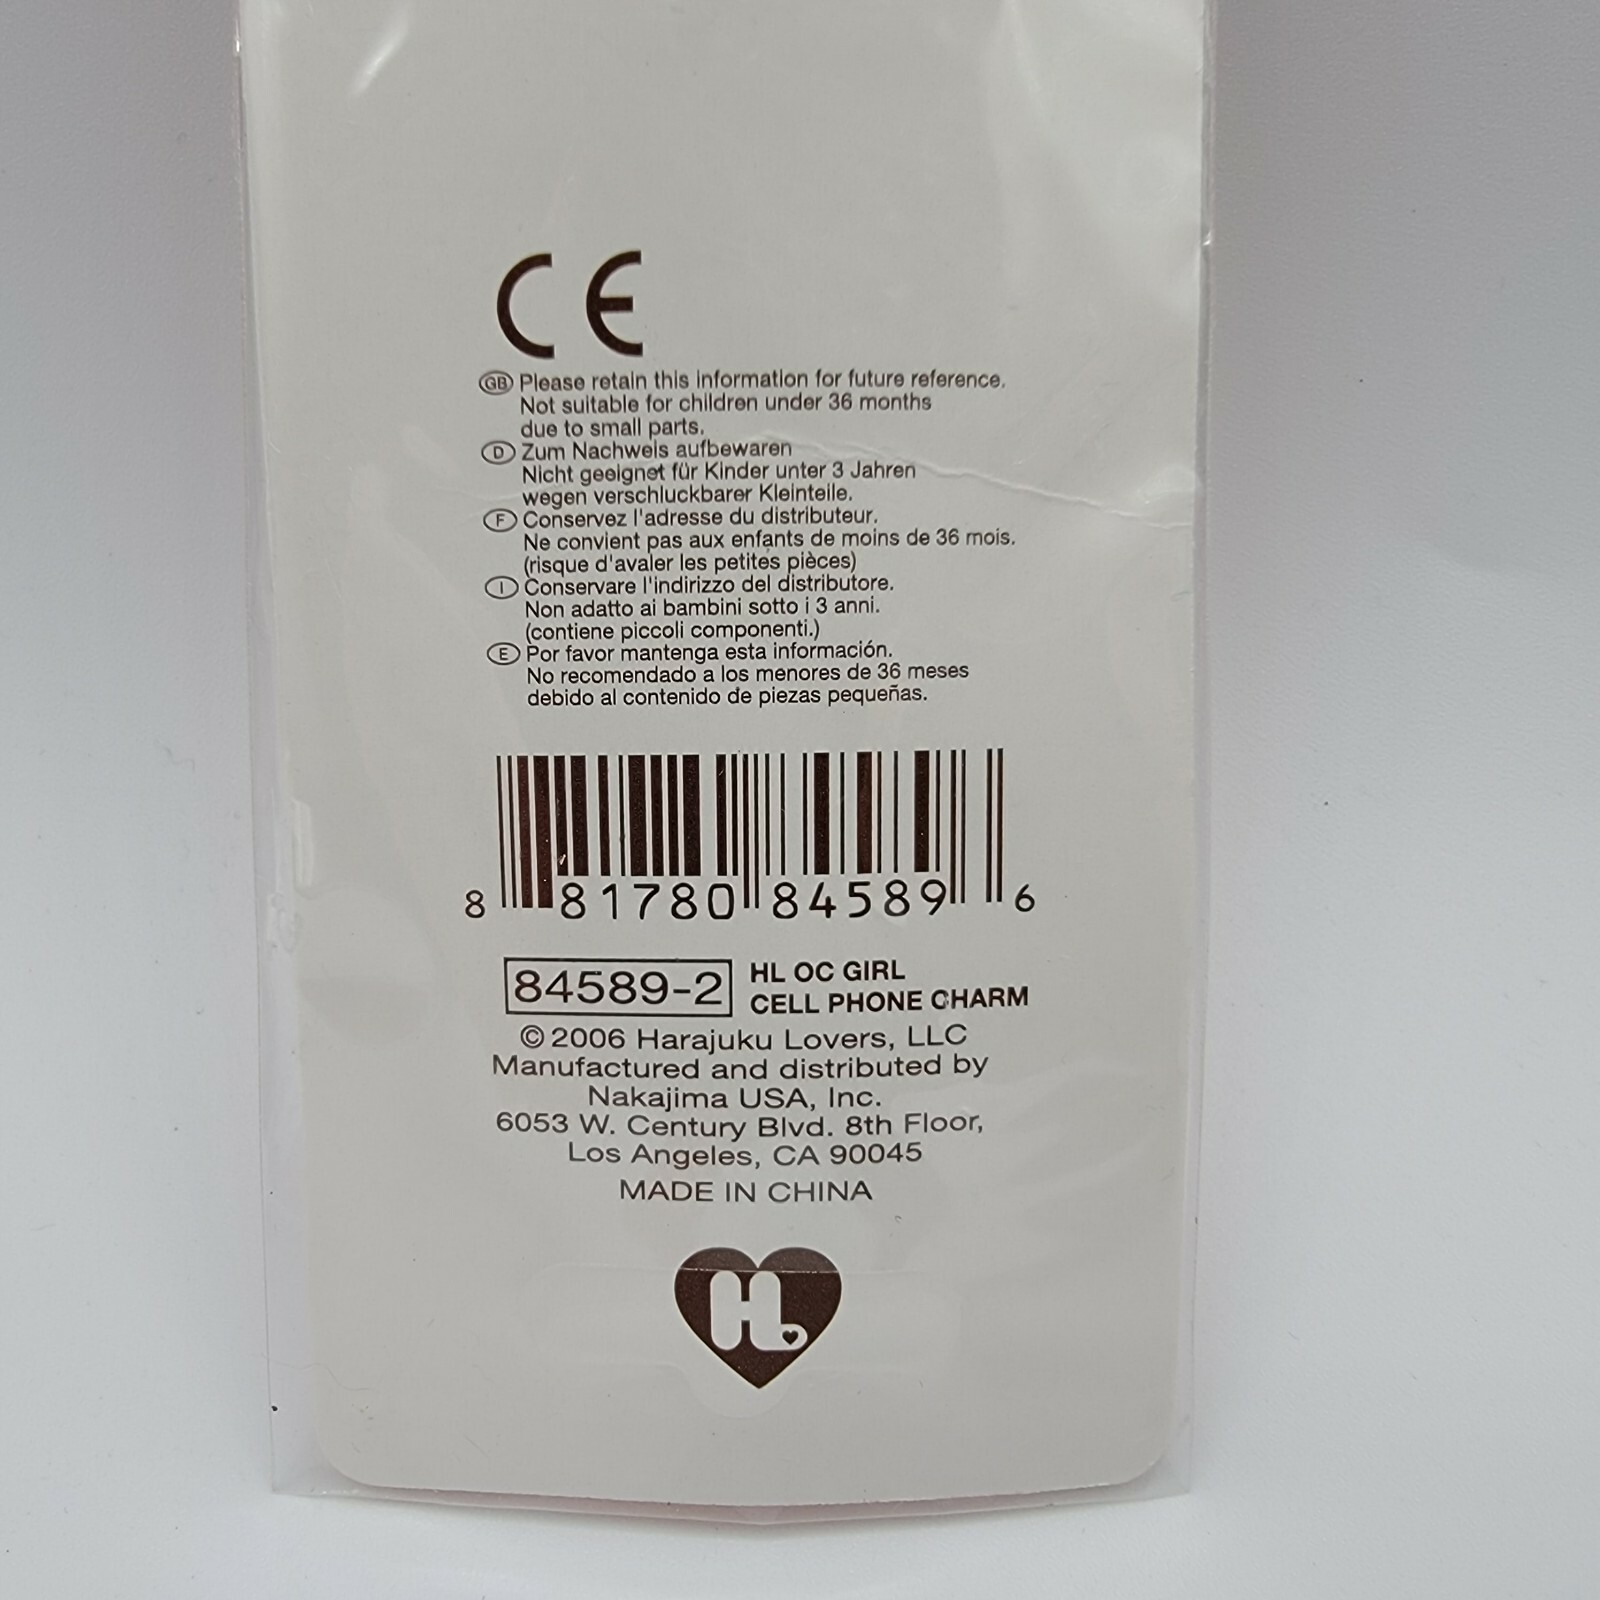 CE
GB Please retain this information for future reference.
Not suitable for children under 36 months
due to small parts.
D Zum Nachweis aufbewaren
Nicht geeignet für Kinder unter 3 Jahren
wegen verschluckbarer Kleinteile.
F Conservez l'adresse du distributeur.
Ne convient pas aux enfants de moins de 36 mois.
(risque d'avaler les petites pièces)
I Conservare l'indirizzo del distributore.
Non adatto ai bambini sotto i 3 anni.
(contiene piccoli componenti.)
E Por favor mantenga esta información.
No recomendado a los menores de 36 meses
debido al contenido de piezas pequeñas.
8 81780 84589 6
84589-2 HL OC GIRL
CELL PHONE CHARM
© 2006 Harajuku Lovers, LLC
Manufactured and distributed by
Nakajima USA, Inc.
6053 W. Century Blvd. 8th Floor,
Los Angeles, CA 90045
MADE IN CHINA
HL